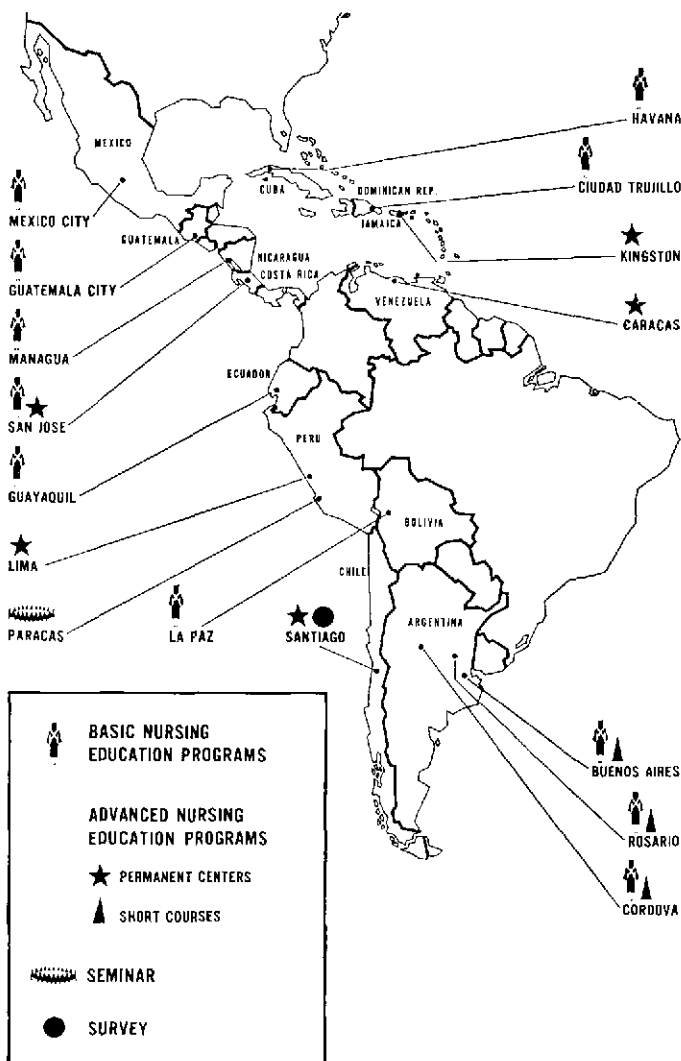 HAVANA
MEXICO
CIUDAD TRUJILLO
DOMINICAN REP.
CUBA
JAMAICA
MEXICO CITY
GUATEMALA
KINGSTON
NICARAGUA
COSTA RICA
GUATEMALA CITY
VENEZUELA
CARACAS
MANAGUA
ECUADOR
SAN JOSE
PERU
GUAYAQUIL
BOLIVIA
LIMA
CHILE
PARACAS
LA PAZ
SANTIAGO
ARGENTINA
BUENOS AIRES
ROSARIO
CORDOVA
BASIC NURSING
EDUCATION PROGRAMS
ADVANCED NURSING
EDUCATION PROGRAMS
PERMANENT CENTERS
SHORT COURSES
SEMINAR
SURVEY